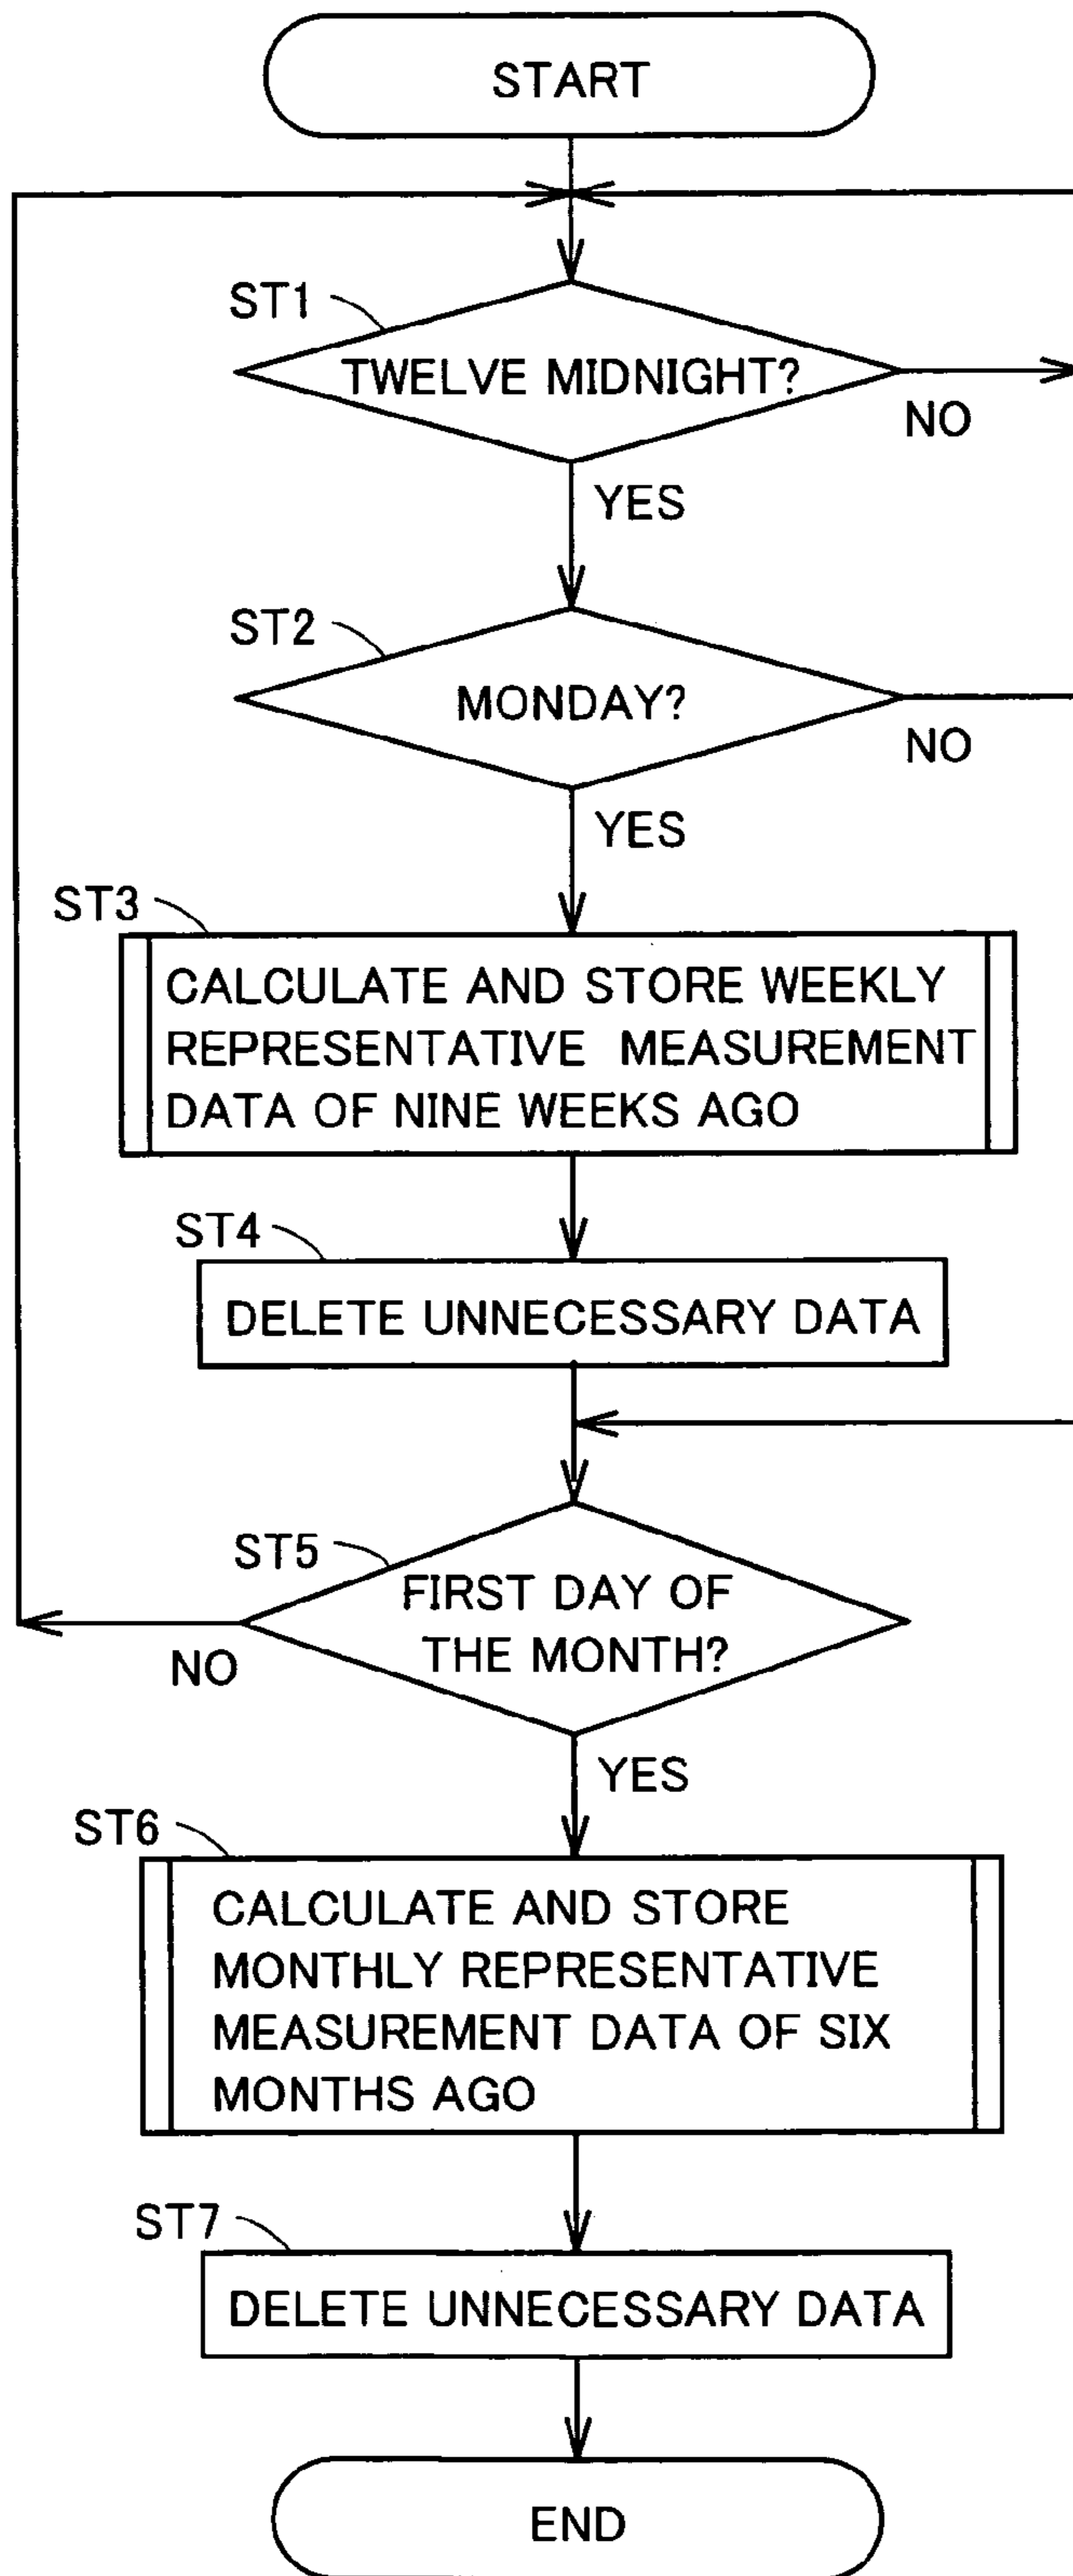 START
ST1
TWELVE MIDNIGHT?
NO
YES
ST2
MONDAY?
NO
YES
ST3
CALCULATE AND STORE WEEKLY
REPRESENTATIVE MEASUREMENT
DATA OF NINE WEEKS AGO
ST4
DELETE UNNECESSARY DATA
ST5
FIRST DAY OF
THE MONTH?
NO
YES
ST6
CALCULATE AND STORE
MONTHLY REPRESENTATIVE
MEASUREMENT DATA OF SIX
MONTHS AGO
ST7
DELETE UNNECESSARY DATA
END